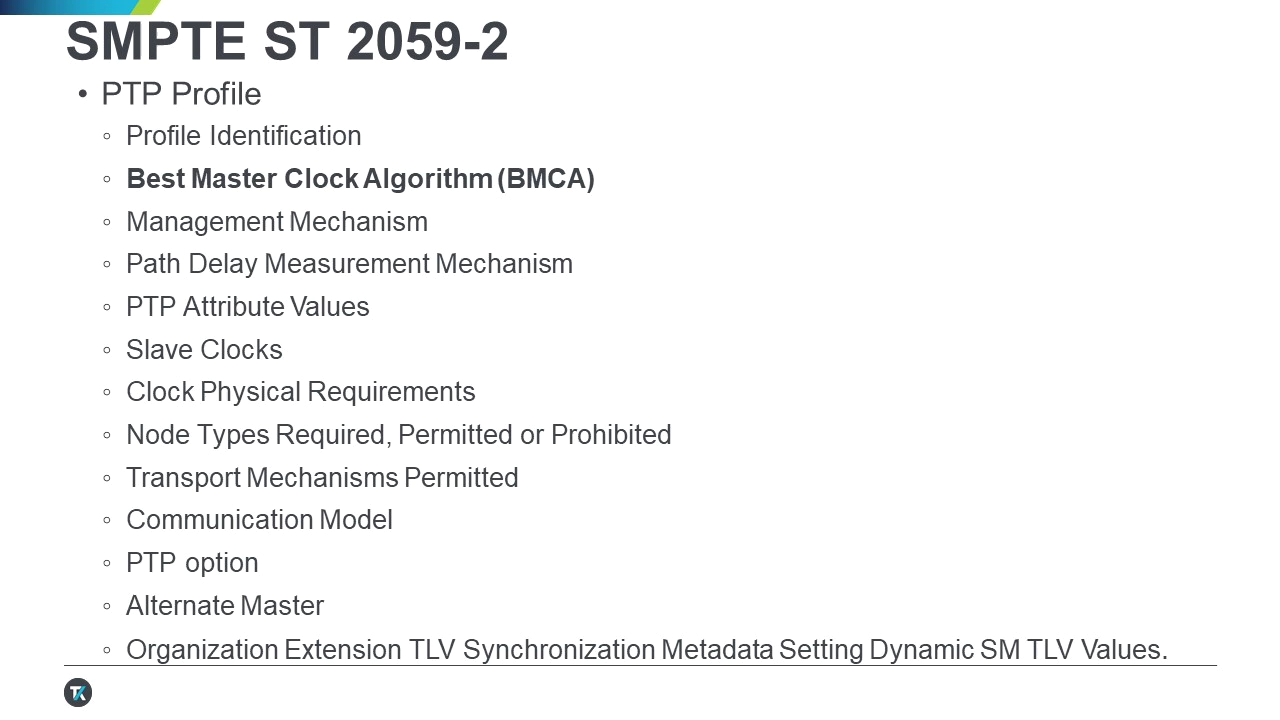 SMPTE ST 2059-2
• PTP Profile
◦ Profile Identification
◦ Best Master Clock Algorithm (BMCA)
◦ Management Mechanism
◦ Path Delay Measurement Mechanism
◦ PTP Attribute Values
◦ Slave Clocks
◦ Clock Physical Requirements
◦ Node Types Required, Permitted or Prohibited
◦ Transport Mechanisms Permitted
◦ Communication Model
◦ PTP option
◦ Alternate Master
◦ Organization Extension TLV Synchronization Metadata Setting Dynamic SM TLV Values.
TK